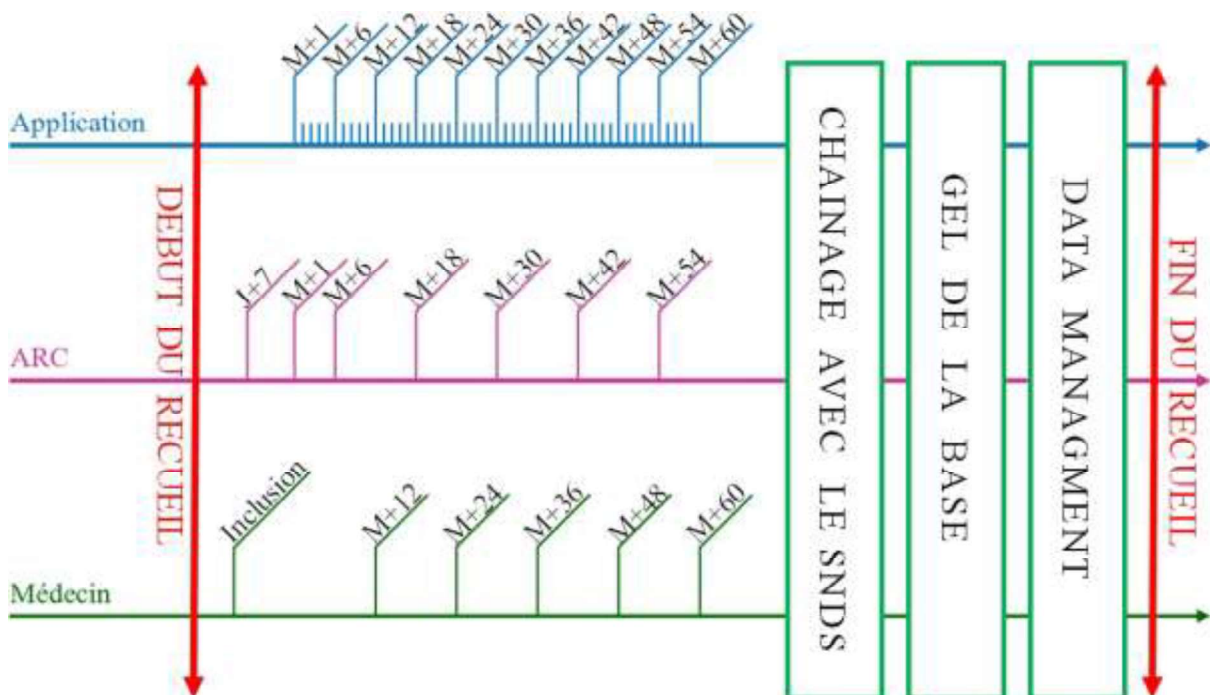 M+1
M+6
M+12
M+18
M+24
M+30
M+36
M+42
M+48
M+54
M+60
Application
J+7
M+1
M+6
M+18
M+30
M+42
M+54
ARC
Inclusion
M+12
M+24
M+36
M+48
M+60
Médecin
DEBUT DU RECUEIL
CHAINAGE AVEC LE SNDS
GEL DE LA BASE
DATA MANAGMENT
FIN DU RECUEIL